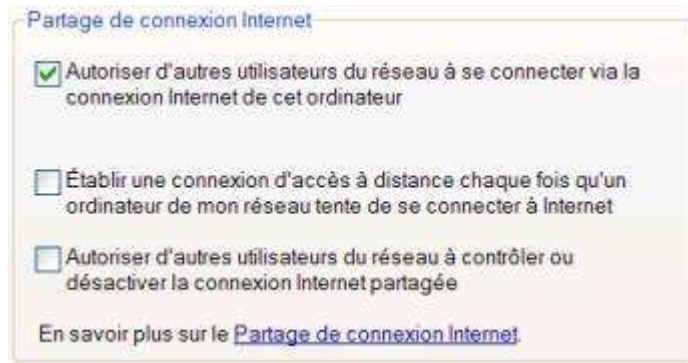 Partage de connexion Internet
Autoriser d'autres utilisateurs du réseau à se connecter via la
connexion Internet de cet ordinateur
Établir une connexion d'accès à distance chaque fois qu'un
ordinateur de mon réseau tente de se connecter à Internet
Autoriser d'autres utilisateurs du réseau à contrôler ou
désactiver la connexion Internet partagée
En savoir plus sur le Partage de connexion Internet.